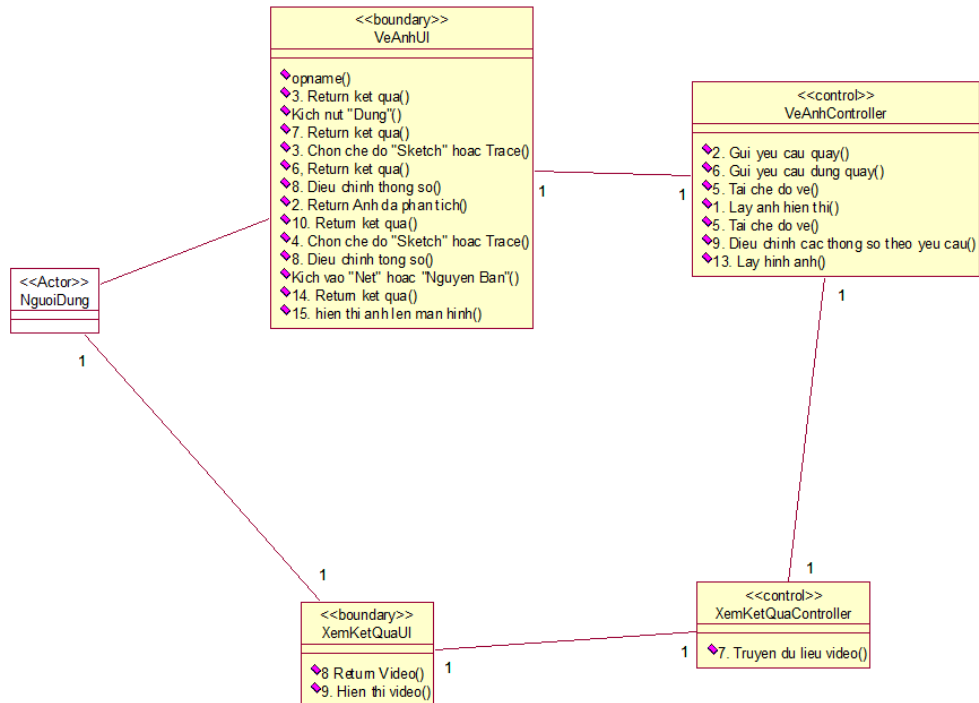 <<boundary>>
VeAnhUI
opname()
3. Return ket qua()
Kich nut "Dung"()
7. Return ket qua()
3. Chon che do "Sketch" hoac Trace()
6, Return ket qua()
8. Dieu chinh thong so()
2. Return Anh da phan tich()
10. Return ket qua()
4. Chon che do "Sketch" hoac Trace()
8. Dieu chinh tong so()
Kich vao "Net" hoac "Nguyen Ban"()
14. Return ket qua()
15. hien thi anh len man hinh()
<<control>>
VeAnhController
2. Gui yeu cau quay()
6. Gui yeu cau dung quay()
5. Tai che do ve()
1. Lay anh hien thi()
5. Tai che do ve()
9. Dieu chinh cac thong so theo yeu cau()
13. Lay hinh anh()
1
1
<<Actor>>
NguoiDung
1
1
1
1
<<boundary>>
XemKetQuaUI
8 Return Video()
9. Hien thi video()
1
1
<<control>>
XemKetQuaController
7. Truyen du lieu video()